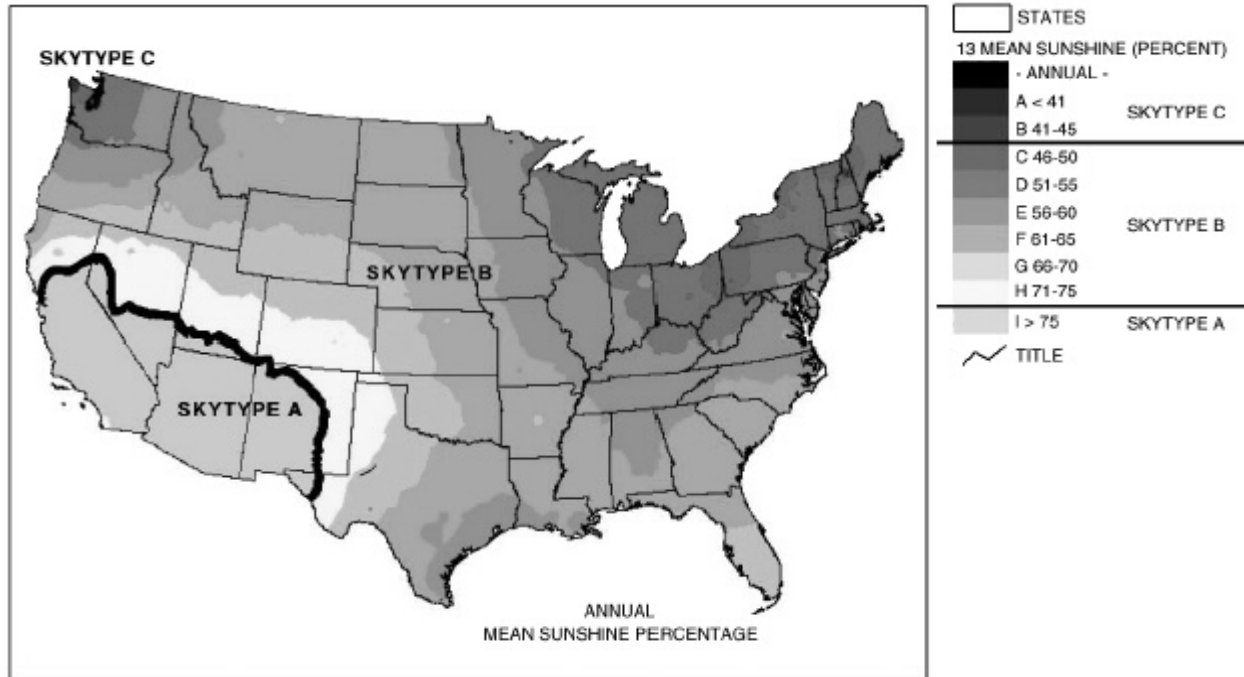 SKYTYPE C
SKYTYPE B
SKYTYPE A
ANNUAL
MEAN SUNSHINE PERCENTAGE
STATES
13 MEAN SUNSHINE (PERCENT)
- ANNUAL -
A < 41
SKYTYPE C
B 41-45
C 46-50
D 51-55
E 56-60
SKYTYPE B
F 61-65
G 66-70
H 71-75
I > 75
SKYTYPE A
TITLE